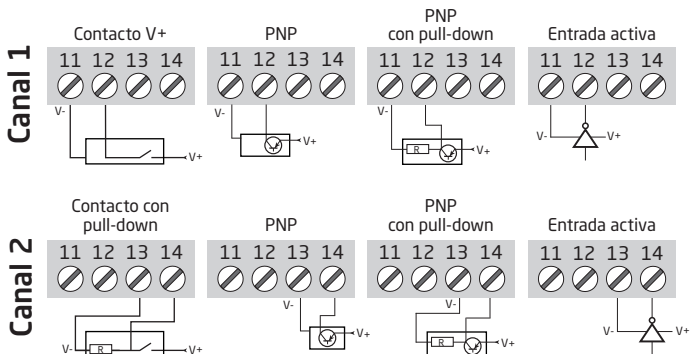 Canal 1
Contacto V+
11 12 13 14
V-
V+
PNP
11 12 13 14
V-
V+
PNP
con pull-down
11 12 13 14
V-
R
V+
Entrada activa
11 12 13 14
V-
V+
Canal 2
Contacto con
pull-down
11 12 13 14
V-
R
V+
PNP
11 12 13 14
V-
V+
PNP
con pull-down
11 12 13 14
V-
R
V+
Entrada activa
11 12 13 14
V-
V+